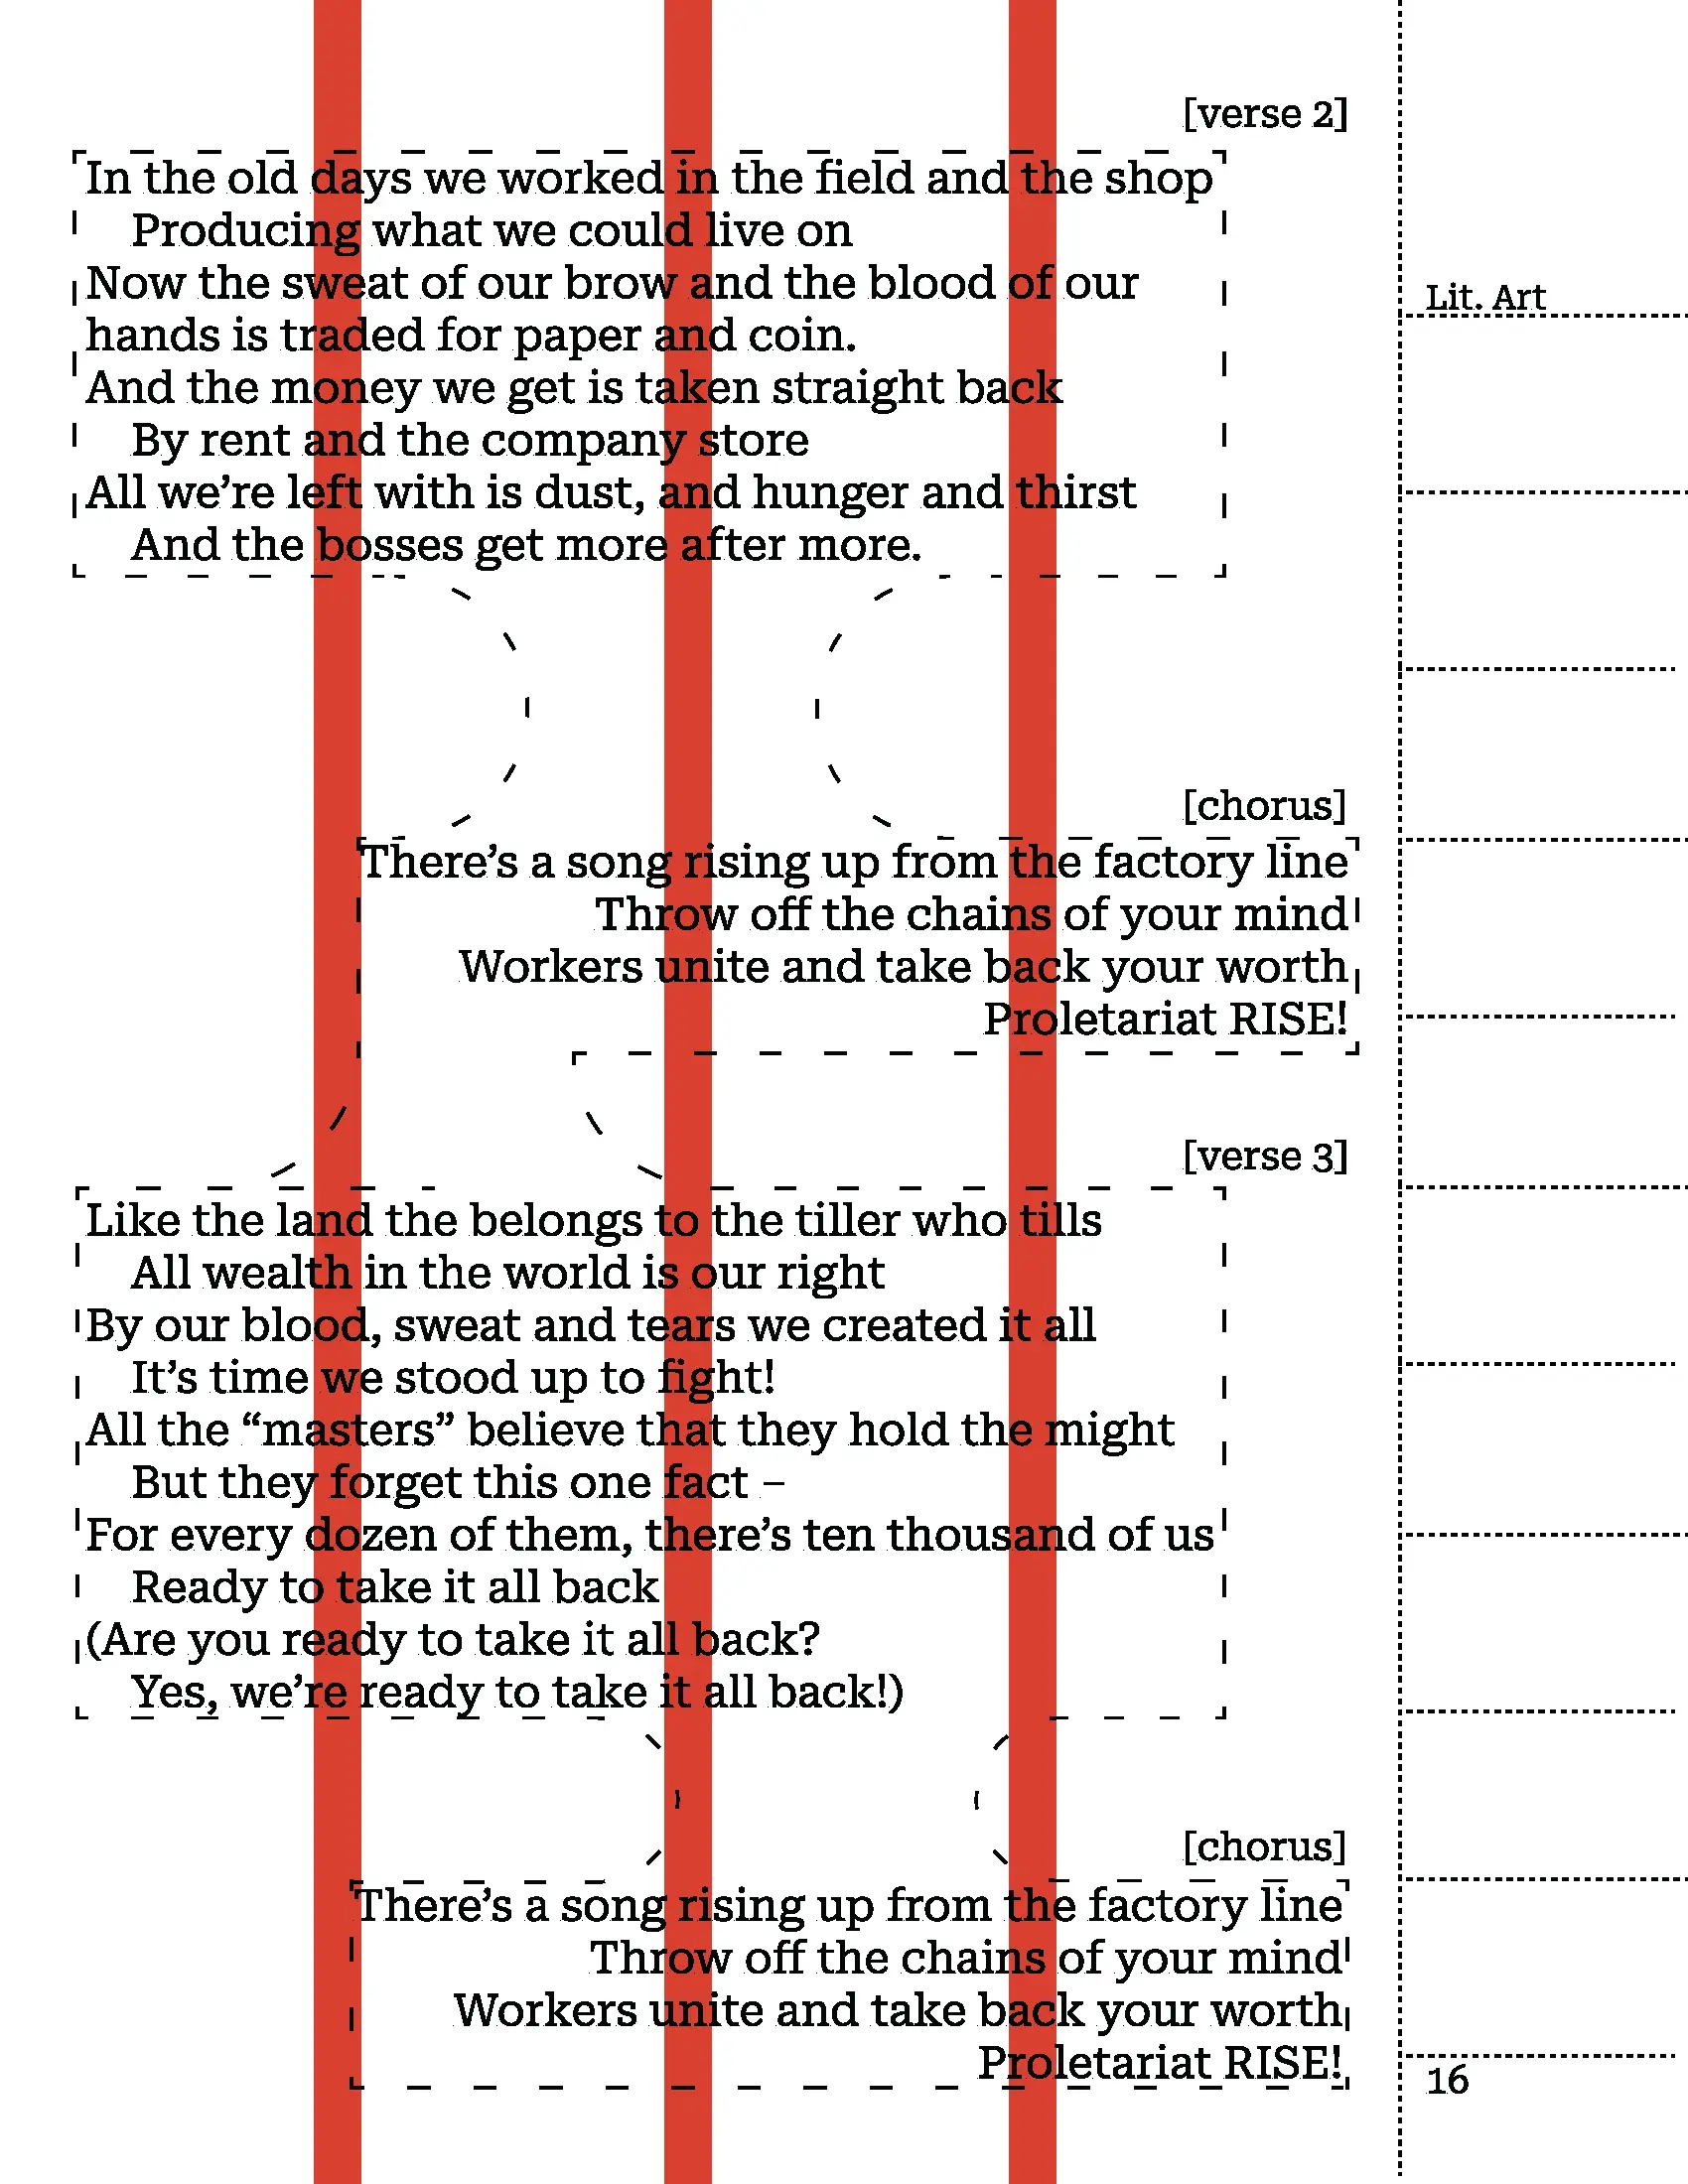 [verse 2]
In the old days we worked in the field and the shop
Producing what we could live on
Now the sweat of our brow and the blood of our
hands is traded for paper and coin.
And the money we get is taken straight back
By rent and the company store
All we’re left with is dust, and hunger and thirst
And the bosses get more after more.
Lit. Art
[chorus]
There’s a song rising up from the factory line
Throw off the chains of your mind
Workers unite and take back your worth
Proletariat RISE!
[verse 3]
Like the land the belongs to the tiller who tills
All wealth in the world is our right
By our blood, sweat and tears we created it all
It’s time we stood up to fight!
All the “masters” believe that they hold the might
But they forget this one fact –
For every dozen of them, there’s ten thousand of us
Ready to take it all back
(Are you ready to take it all back?
Yes, we’re ready to take it all back!)
[chorus]
There’s a song rising up from the factory line
Throw off the chains of your mind
Workers unite and take back your worth
Proletariat RISE!
16